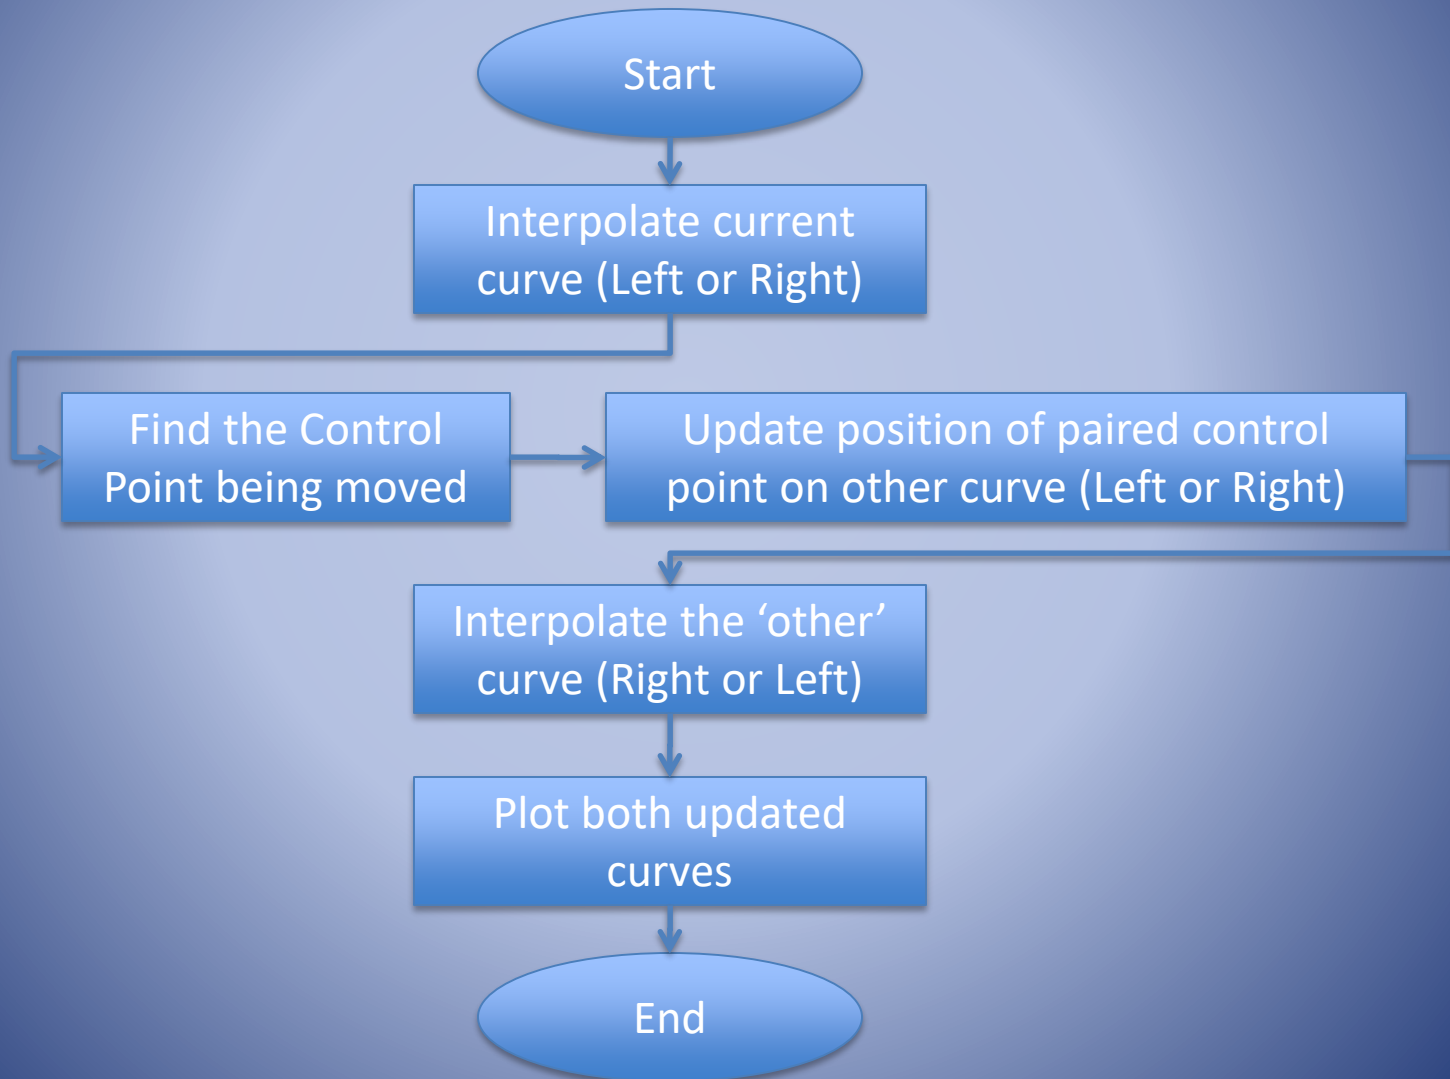 Start
Interpolate current
curve (Left or Right)
Find the Control
Point being moved
Update position of paired control
point on other curve (Left or Right)
Interpolate the ‘other’
curve (Right or Left)
Plot both updated
curves
End